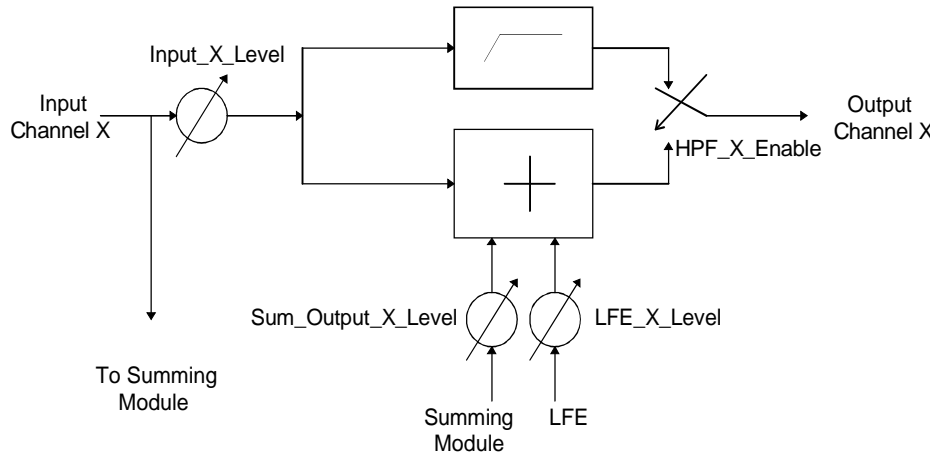 Input_X_Level
Input
Channel X
Output
Channel X
HPF_X_Enable
Sum_Output_X_Level
LFE_X_Level
To Summing
Module
Summing
Module
LFE